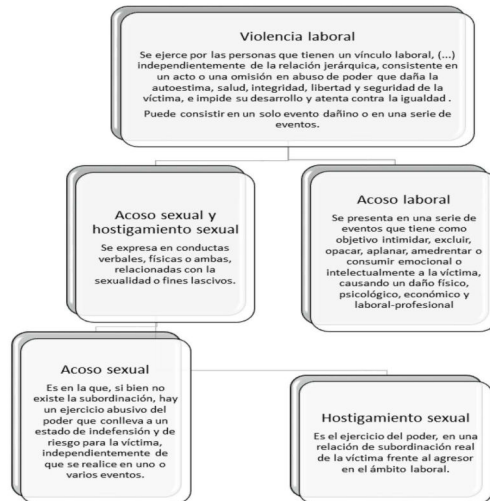 Violencia laboral
Se ejerce por las personas que tienen un vínculo laboral, (...)
independientemente de la relación jerárquica, consistente en
un acto o una omisión en abuso de poder que daña la
autoestima, salud, integridad, libertad y seguridad de la
víctima, e impide su desarrollo y atenta contra la igualdad .
Puede consistir en un solo evento dañino o en una serie de
eventos.
Acoso sexual y
hostigamiento sexual
Se expresa en conductas
verbales, físicas o ambas,
relacionadas con la
sexualidad o fines lascivos.
Acoso laboral
Se presenta en una serie de
eventos que tiene como
objetivo intimidar, excluir,
opacar, aplanar, amedrentar o
consumir emocional o
intelectualmente a la víctima,
causando un daño físico,
psicológico, económico y
laboral-profesional
Acoso sexual
Es en la que, si bien no
existe la subordinación, hay
un ejercicio abusivo del
poder que conlleva a un
estado de indefensión y de
riesgo para la víctima,
independientemente de
que se realice en uno o
varios eventos.
Hostigamiento sexual
Es el ejercicio del poder, en una
relación de subordinación real
de la víctima frente al agresor
en el ámbito laboral.